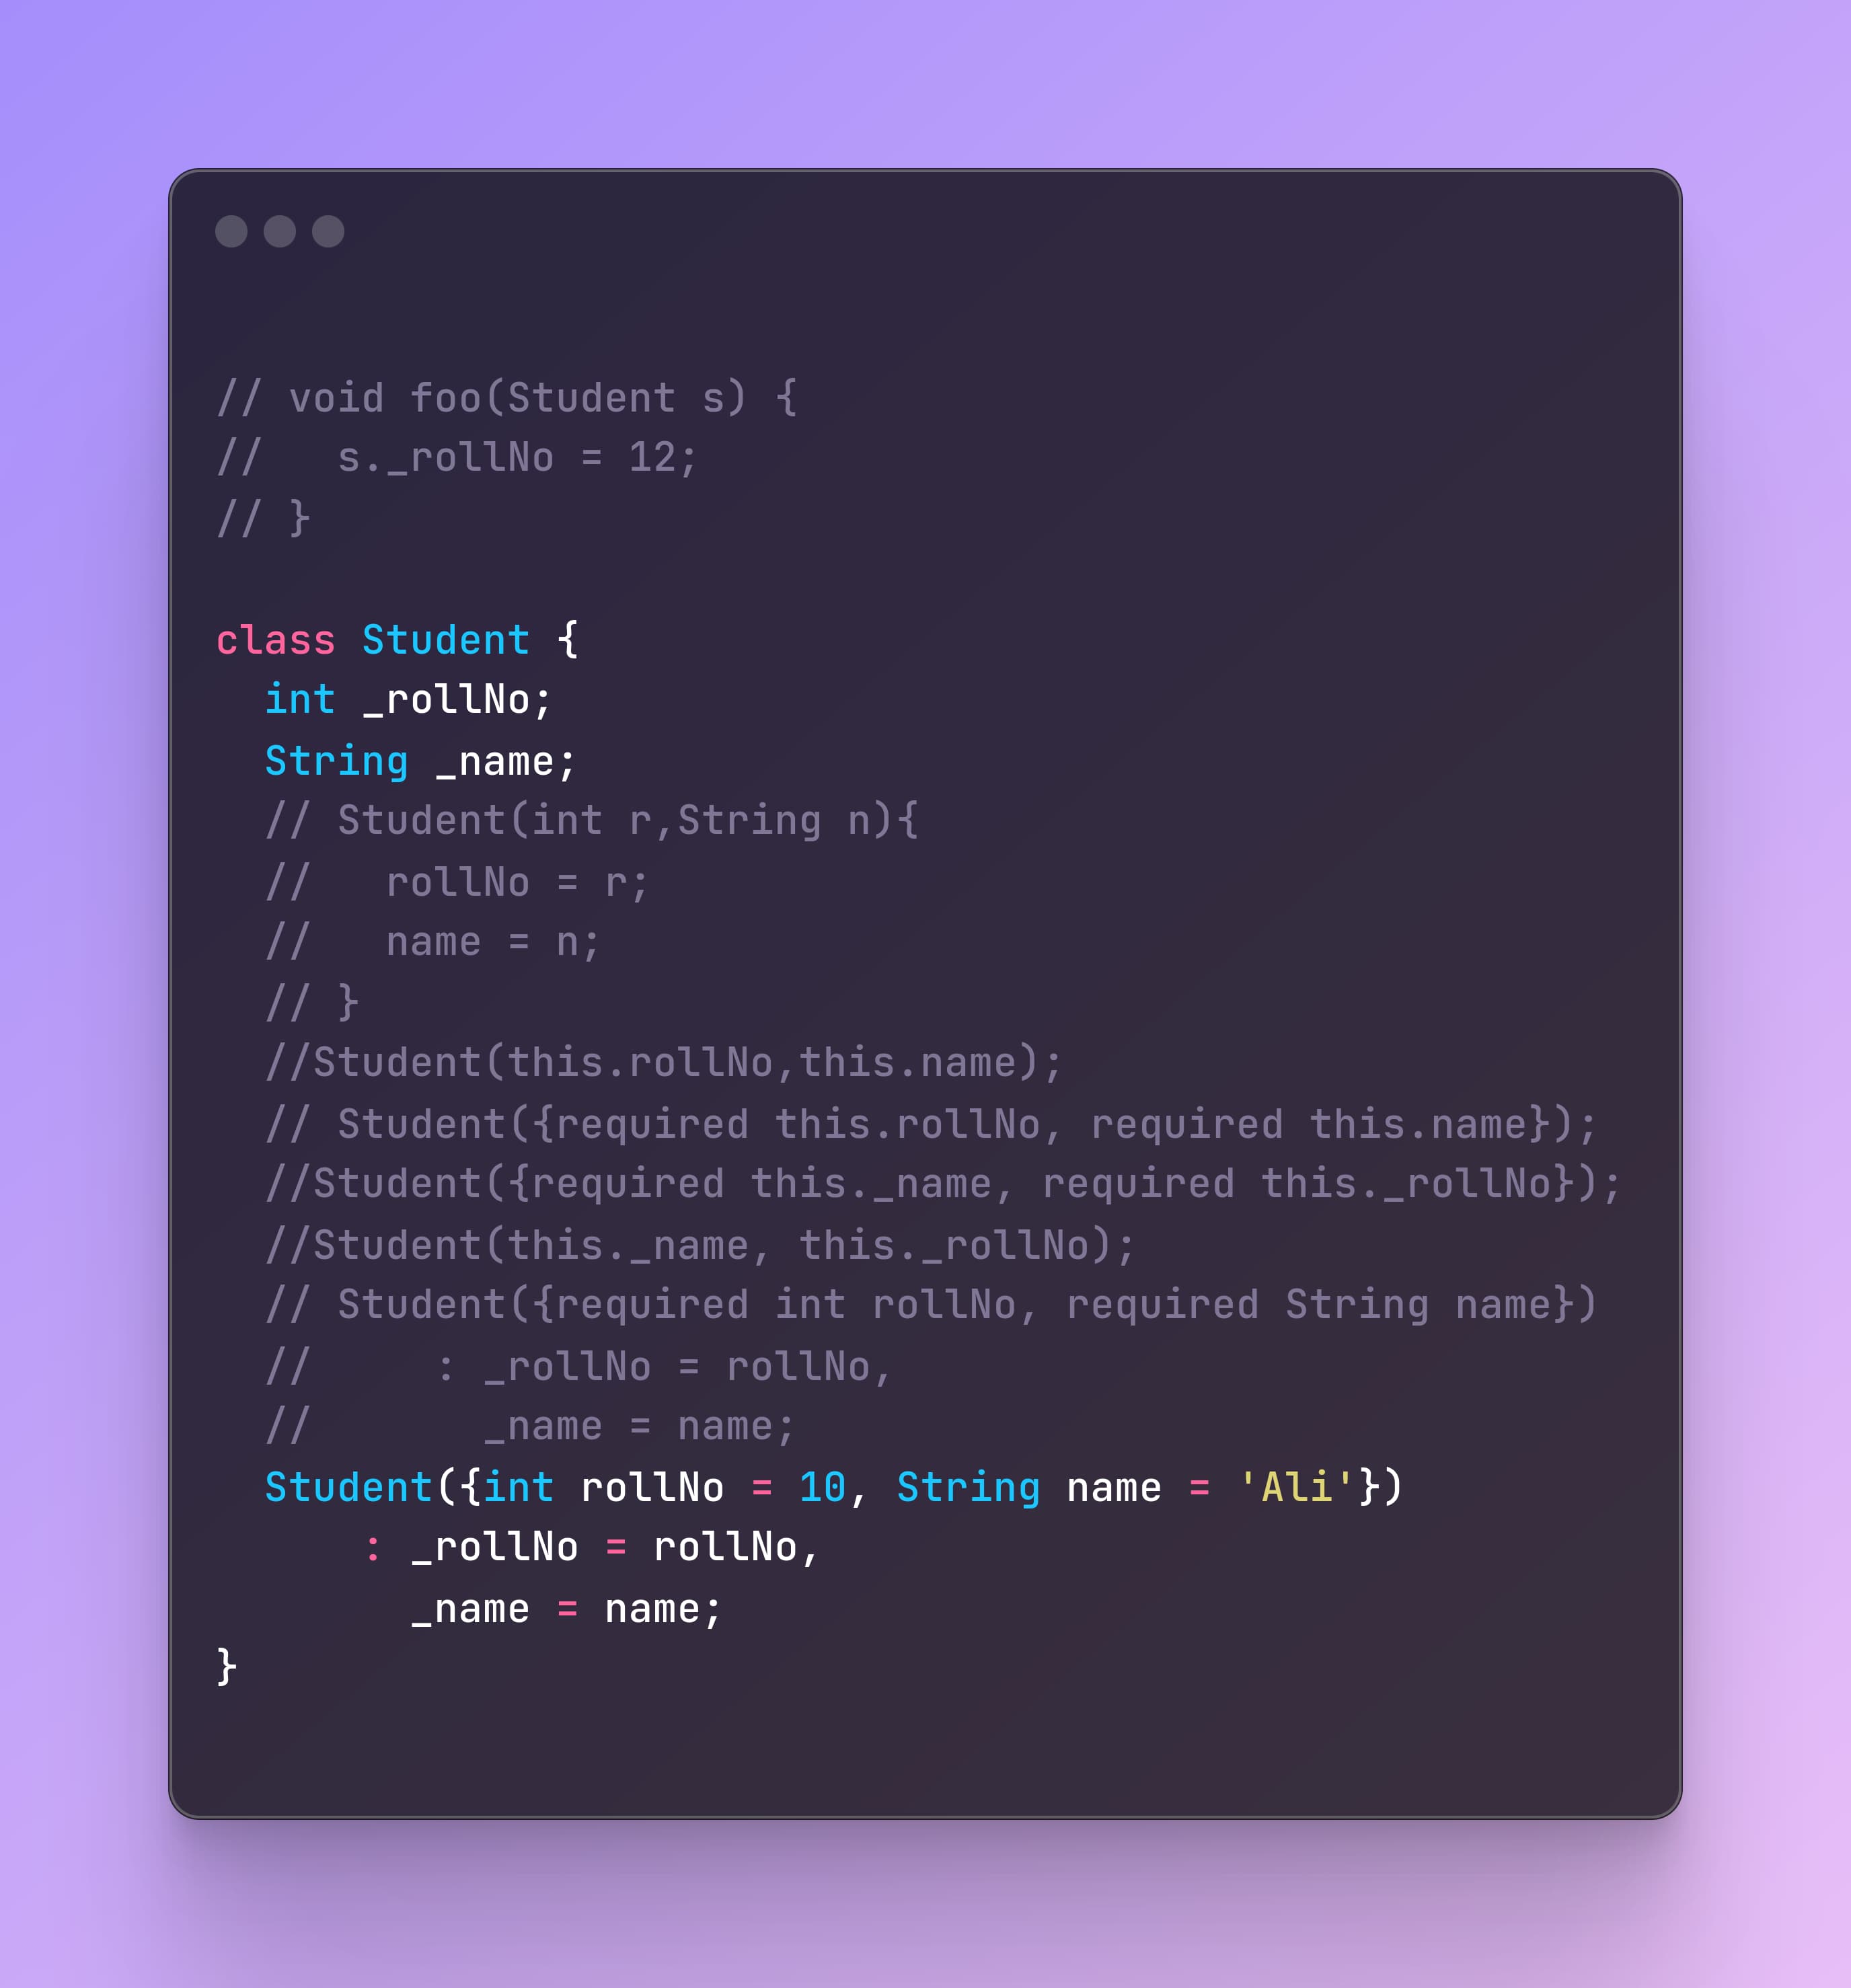 // void foo(Student s) {
//   s._rollNo = 12;
// }

class Student {
  int _rollNo;
  String _name;
  // Student(int r,String n){
  //   rollNo = r;
  //   name = n;
  // }
  //Student(this.rollNo,this.name);
  // Student({required this.rollNo, required this.name});
  //Student({required this._name, required this._rollNo});
  //Student(this._name, this._rollNo);
  // Student({required int rollNo, required String name})
  //     : _rollNo = rollNo,
  //       _name = name;
  Student({int rollNo = 10, String name = 'Ali'})
      : _rollNo = rollNo,
        _name = name;
}